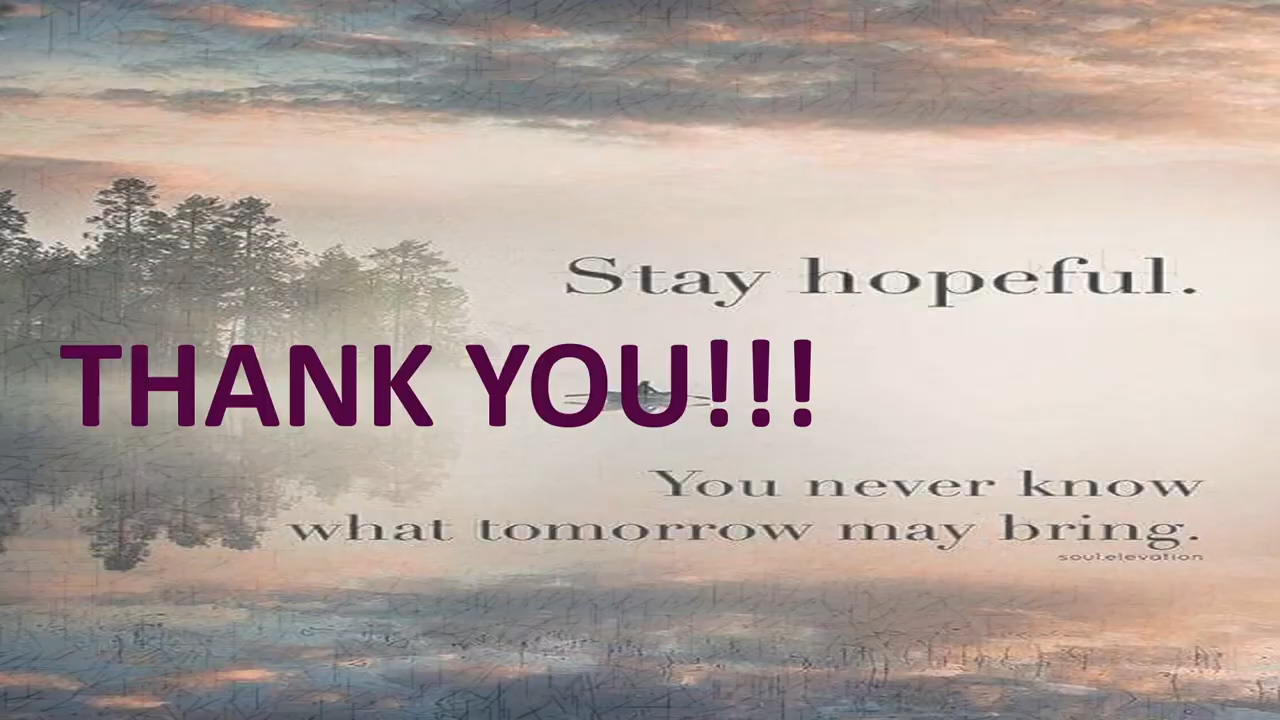 Stay hopeful.
THANK YOU!!!
You never know
what tomorrow may bring.
soul.elevation